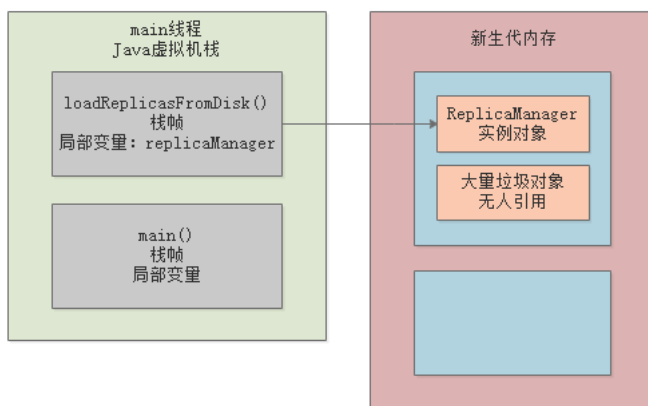 main线程
Java虚拟机栈
loadReplicasFromDisk()
栈帧
局部变量：replicaManager
main()
栈帧
局部变量
新生代内存
ReplicaManager
实例对象
大量垃圾对象
无人引用